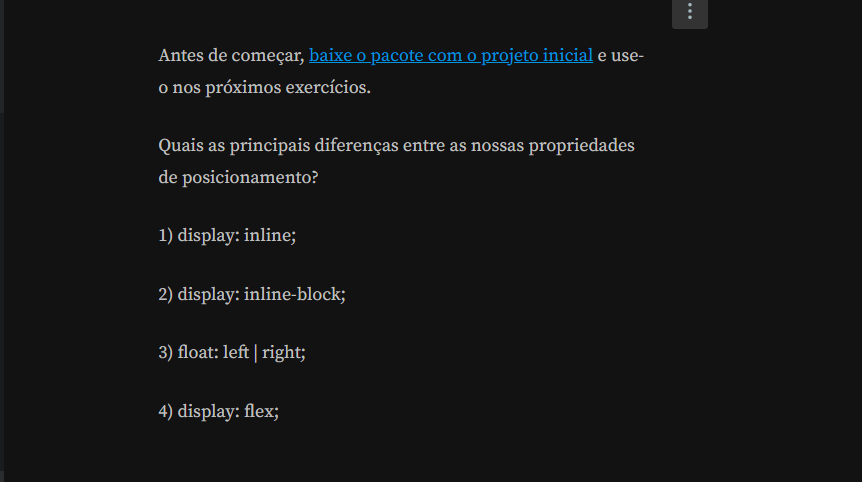 Antes de começar, baixe o pacote com o projeto inicial e use-
o nos próximos exercícios.
Quais as principais diferenças entre as nossas propriedades
de posicionamento?
1) display: inline;
2) display: inline-block;
3) float: left | right;
4) display: flex;